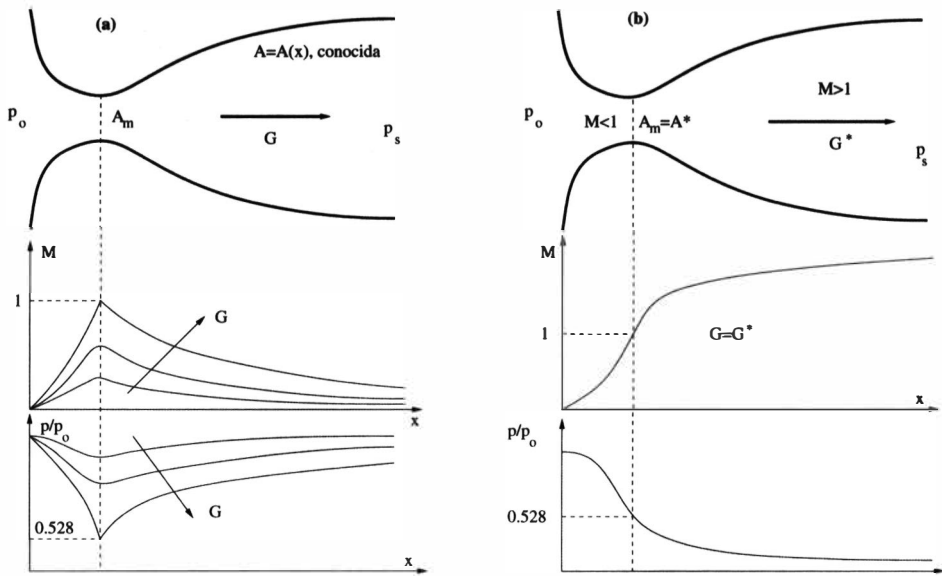 (a)
A=A(x), conocida
p_o
A_m
G
p_s
M
1
G
x
p/p_o
0.528
G
x
(b)
M>1
p_o
M<1
A_m=A*
G*
p_s
M
1
G=G*
x
p/p_o
0.528